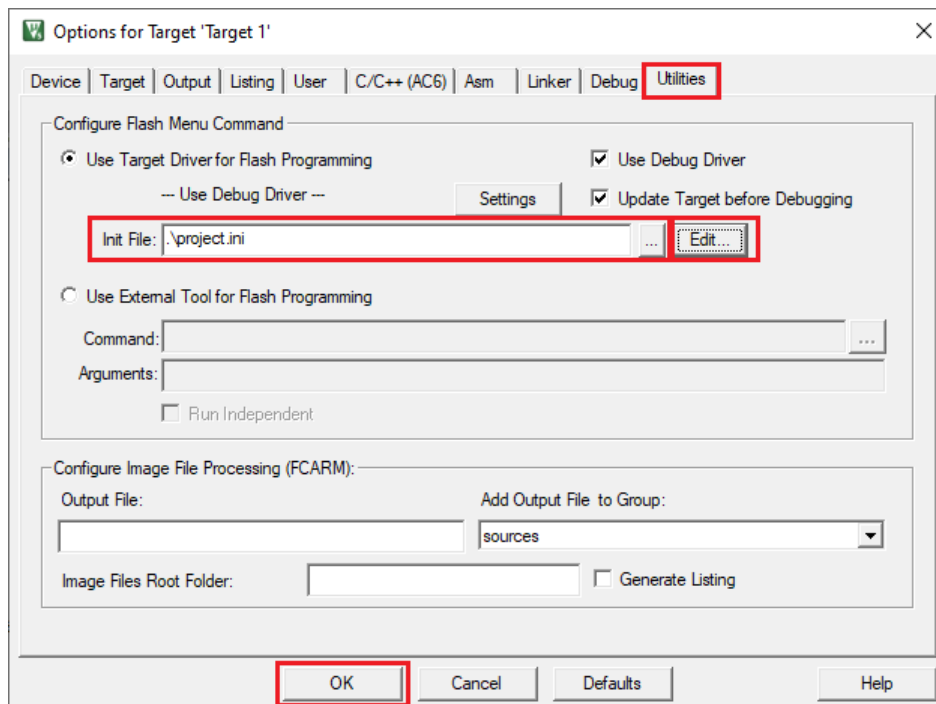 Options for Target 'Target 1'
Device Target Output Listing User C/C++ (AC6) Asm Linker Debug Utilities
Configure Flash Menu Command
Use Target Driver for Flash Programming Use Debug Driver
--- Use Debug Driver --- Settings Update Target before Debugging
Init File: .\project.ini ... Edit...
Use External Tool for Flash Programming
Command: ...
Arguments:
Run Independent
Configure Image File Processing (FCARM):
Output File: Add Output File to Group:
sources
Image Files Root Folder: Generate Listing
OK Cancel Defaults Help